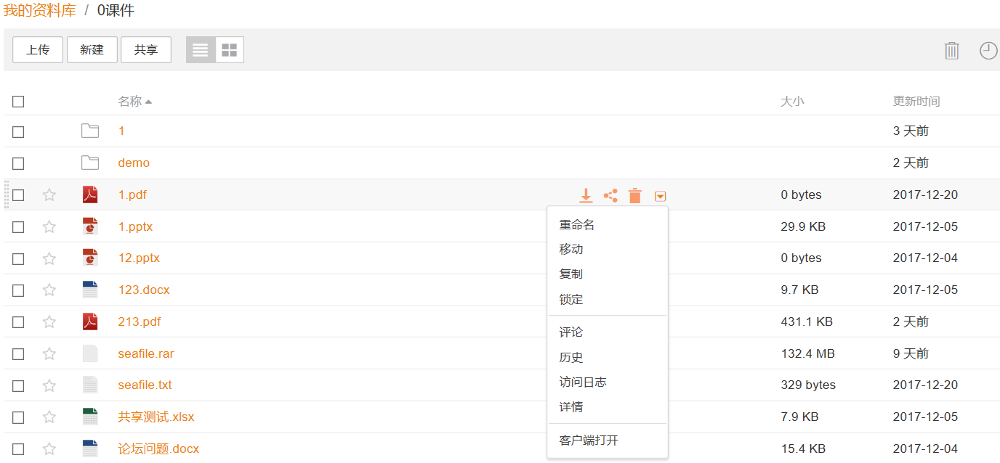 我的资料库 / 0课件
上传 新建 共享
名称 大小 更新时间
1 3 天前
demo 2 天前
1.pdf 0 bytes 2017-12-20
1.pptx 29.9 KB 2017-12-05
12.pptx 0 bytes 2017-12-04
123.docx 9.7 KB 2017-12-05
213.pdf 431.1 KB 2 天前
seafile.rar 132.4 MB 9 天前
seafile.txt 329 bytes 2017-12-20
共享测试.xlsx 7.9 KB 2017-12-05
论坛问题.docx 15.4 KB 2017-12-04
重命名
移动
复制
锁定
评论
历史
访问日志
详情
客户端打开